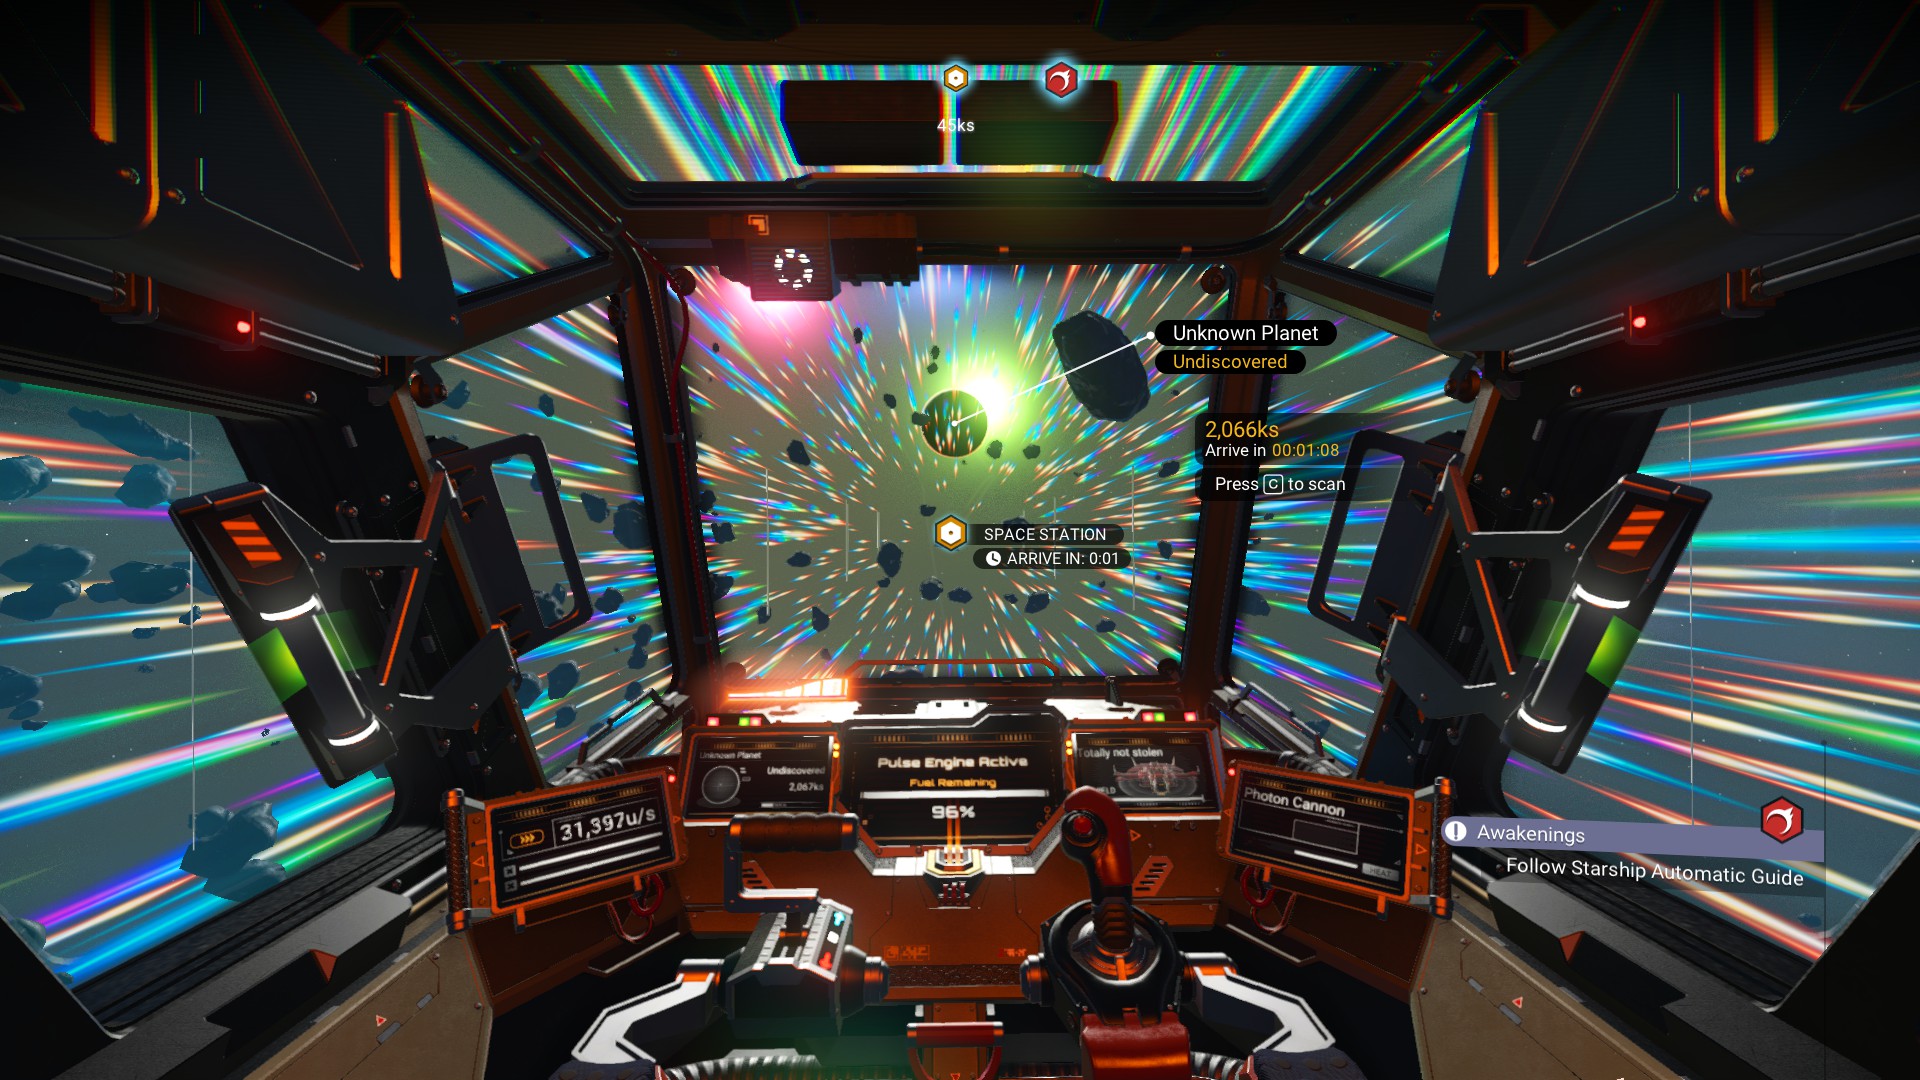 45ks
Unknown Planet
Undiscovered
2,066ks
Arrive in 00:01:08
Press C to scan
SPACE STATION
ARRIVE IN: 0:01
Unknown Planet
Undiscovered
2,067ks
Pulse Engine Active
Fuel Remaining
96%
Totally not stolen
31,397u/s
Photon Cannon
HEAT
Awakenings
Follow Starship Automatic Guide